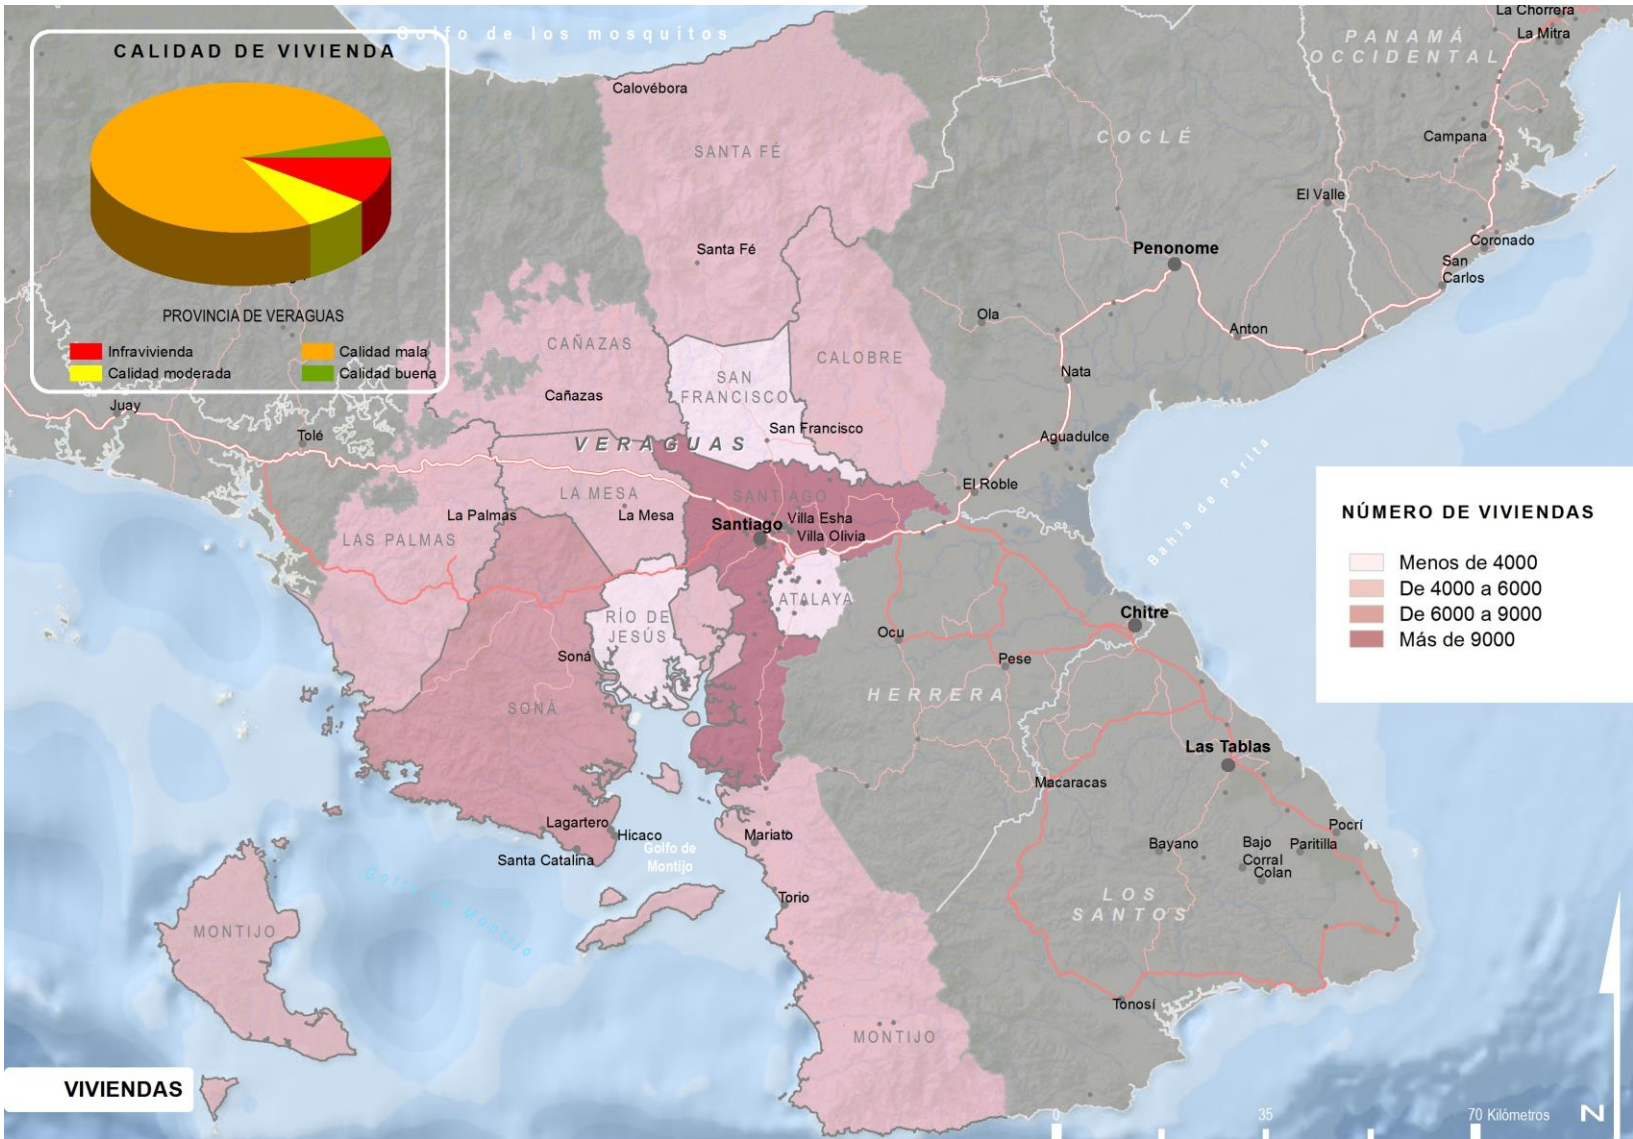 Golfo de los mosquitos
CALIDAD DE VIVIENDA
PROVINCIA DE VERAGUAS
Infravivienda
Calidad mala
Calidad moderada
Calidad buena
La Chorrera
La Mitra
PANAMÁ
OCCIDENTAL
Calovébora
COCLÉ
Campana
SANTA FÉ
El Valle
Santa Fé
Penonome
Coronado
San
Carlos
Ola
Anton
CAÑAZAS
CALOBRE
SAN
FRANCISCO
Nata
Cañazas
Juay
San Francisco
Tolé
VERAGUAS
Aguadulce
Bahia de Parita
El Roble
LA MESA
SANTIAGO
La Palmas
La Mesa
Santiago
Villa Esha
Villa Olivia
LAS PALMAS
NÚMERO DE VIVIENDAS
Menos de 4000
De 4000 a 6000
De 6000 a 9000
Más de 9000
ATALAYA
RÍO DE
JESÚS
Chitre
Ocu
Soná
Pese
HERRERA
SONÁ
Las Tablas
Macaracas
Lagartero
Hicaco
Mariato
Santa Catalina
Golfo de
Montijo
Pocrí
Bayano
Bajo
Corral
Paritilla
Colan
Golfo de Montijo
Torio
LOS
SANTOS
MONTIJO
Tonosí
MONTIJO
VIVIENDAS
0
35
70 Kilómetros
N